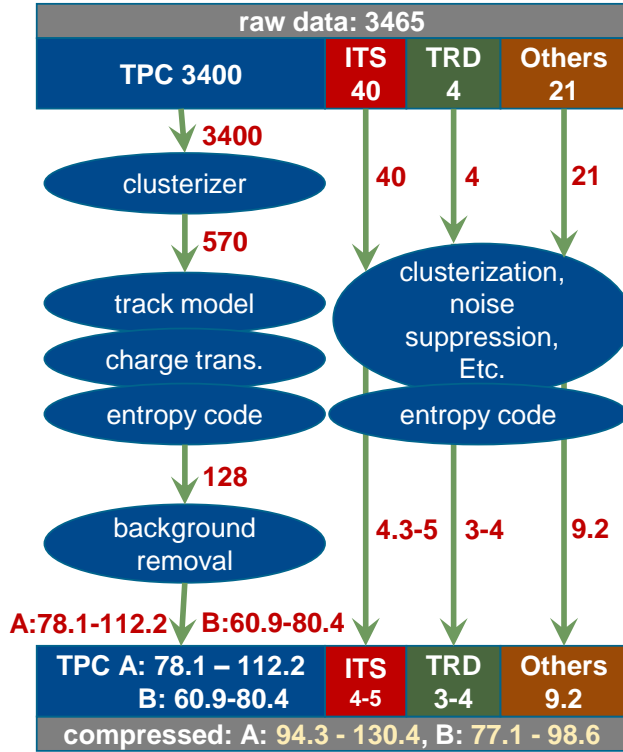 raw data: 3465
TPC 3400
ITS
40
TRD
4
Others
21
3400
40
4
21
clusterizer
570
track model
charge trans.
entropy code
clusterization,
noise
suppression,
Etc.
entropy code
128
background
removal
4.3-5
3-4
9.2
A:78.1-112.2
B:60.9-80.4
TPC A: 78.1 – 112.2
B: 60.9-80.4
ITS
4-5
TRD
3-4
Others
9.2
compressed: A: 94.3 - 130.4, B: 77.1 - 98.6